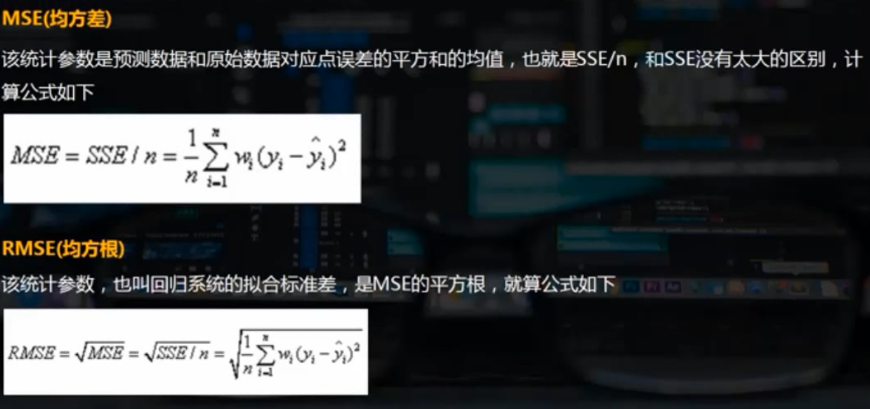 MSE(均方差)
该统计参数是预测数据和原始数据对应点误差的平方和的均值，也就是SSE/n，和SSE没有太大的区别，计
算公式如下
MSE = SSE / n = \frac{1}{n} \sum_{i=1}^{n} w_i (y_i - \hat{y}_i)^2
RMSE(均方根)
该统计参数，也叫回归系统的拟合标准差，是MSE的平方根，就算公式如下
RMSE = \sqrt{MSE} = \sqrt{SSE / n} = \sqrt{\frac{1}{n} \sum_{i=1}^{n} w_i (y_i - \hat{y}_i)^2}